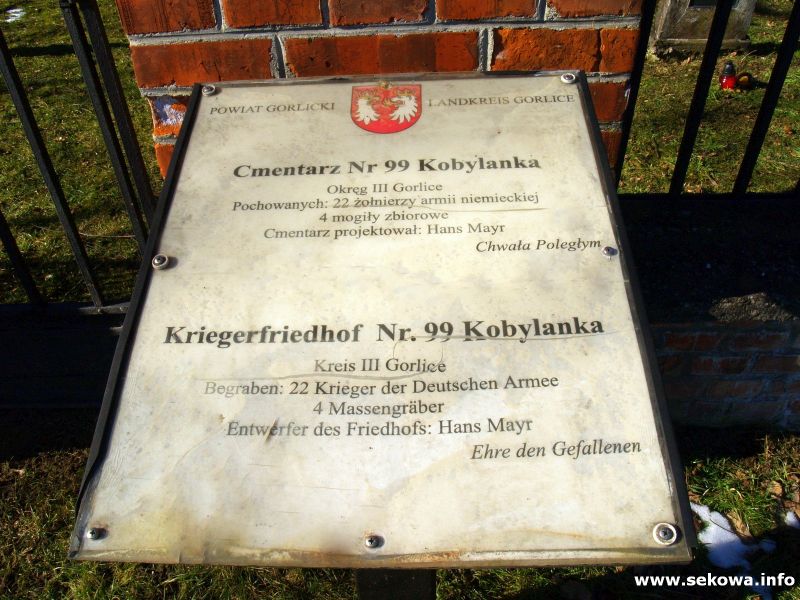 POWIAT GORLICKI LANDKREIS GORLICE
Cmentarz Nr 99 Kobylanka
Okręg III Gorlice
Pochowanych: 22 żołnierzy armii niemieckiej
4 mogiły zbiorowe
Cmentarz projektował: Hans Mayr
Chwała Poległym
Kriegerfriedhof Nr. 99 Kobylanka
Kreis III Gorlice
Begraben: 22 Krieger der Deutschen Armee
4 Massengräber
Entwerfer des Friedhofs: Hans Mayr
Ehre den Gefallenen
www.sekowa.info